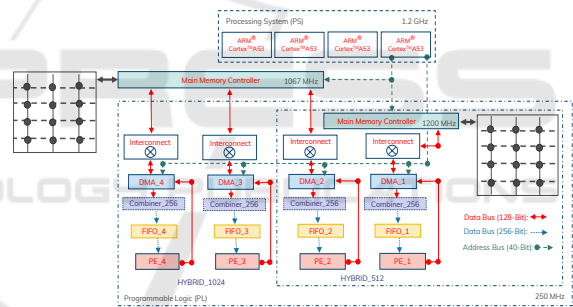 Processing System (PS) 1.2 GHz
ARM® ARM® ARM® ARM®
Cortex™A53 Cortex™A53 Cortex™A53 Cortex™A53
Main Memory Controller 1067 MHz
Main Memory Controller 1200 MHz
Interconnect Interconnect Interconnect Interconnect
DMA_4 DMA_3 DMA_2 DMA_1
Combiner_256 Combiner_256 Combiner_256 Combiner_256
FIFO_4 FIFO_3 FIFO_2 FIFO_1
PE_4 PE_3 PE_2 PE_1
Data Bus (128-Bit):
Data Bus (256-Bit):
Address Bus (40-Bit):
HYBRID_1024 HYBRID_512
Programmable Logic (PL) 250 MHz